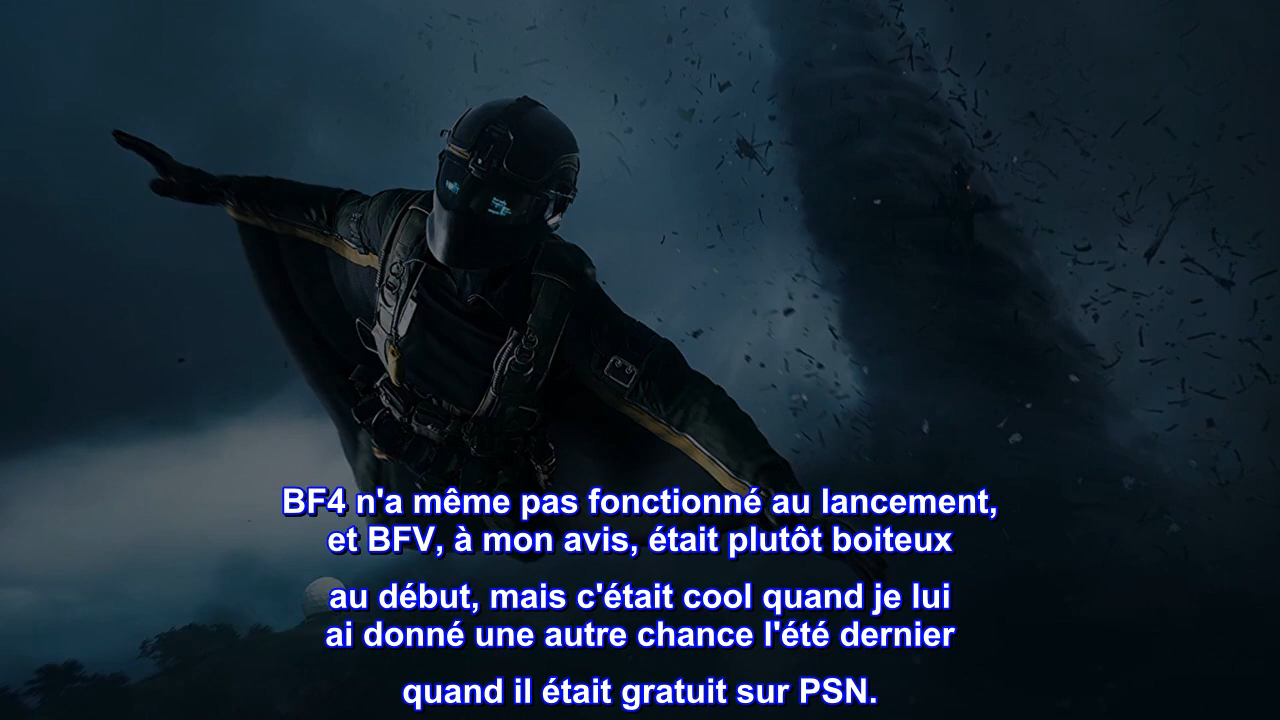 BF4 n'a même pas fonctionné au lancement,
et BFV, à mon avis, était plutôt boiteux
au début, mais c'était cool quand je lui
ai donné une autre chance l'été dernier
quand il était gratuit sur PSN.